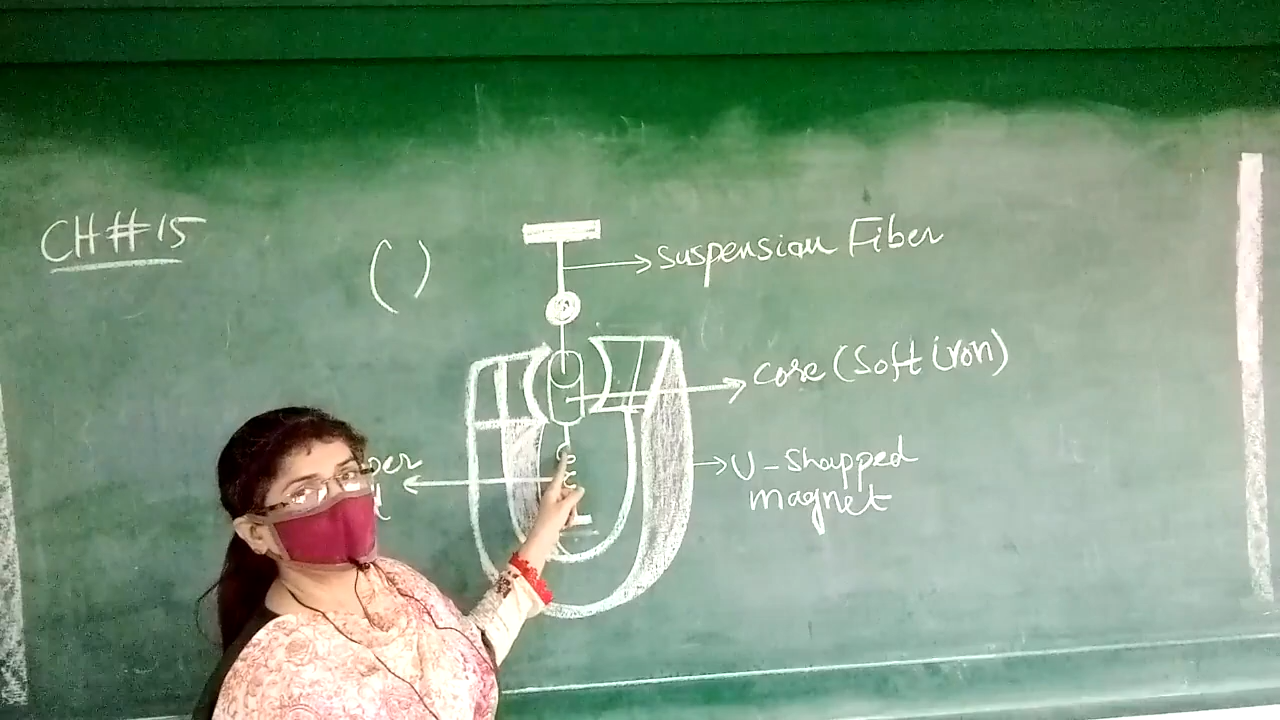 CH#15
( )
suspension Fiber
core (Soft iron)
U-shapped
magnet